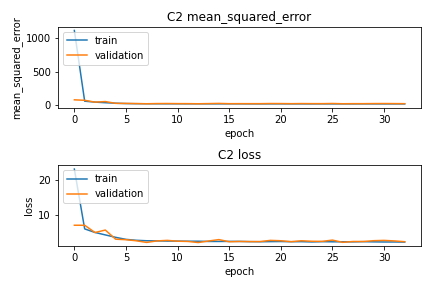 C2 mean_squared_error
mean_squared_error
1000
500
0
train
validation
0 5 10 15 20 25 30
epoch
C2 loss
loss
20
10
train
validation
0 5 10 15 20 25 30
epoch